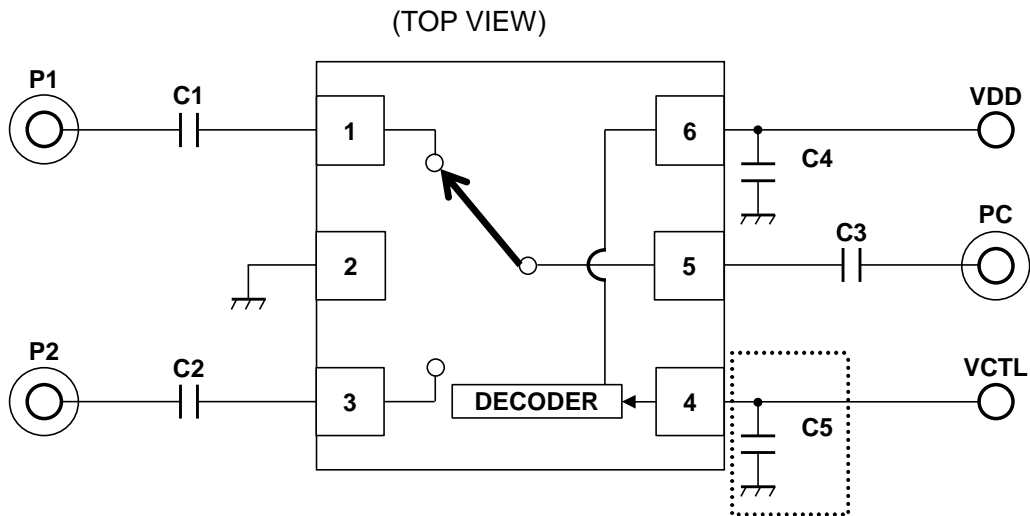 (TOP VIEW)
P1
C1
1
6
VDD
C4
2
5
C3
PC
P2
C2
3
DECODER
4
VCTL
C5